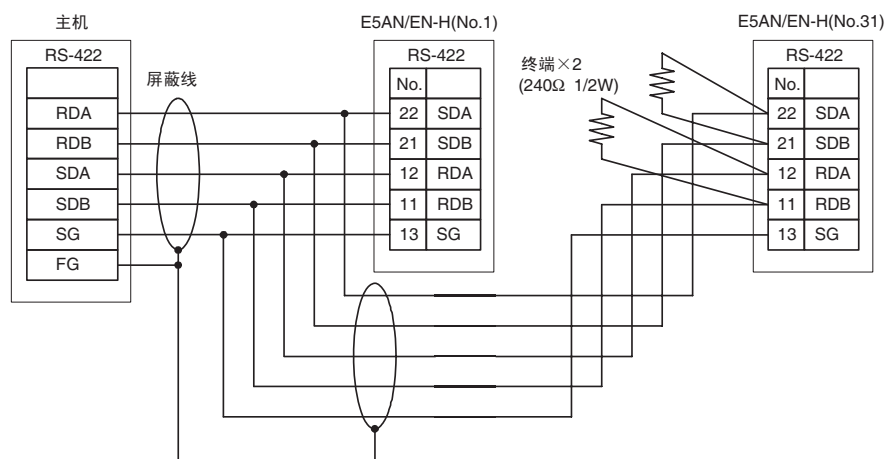 主机
RS-422
RDA
RDB
SDA
SDB
SG
FG
屏蔽线
E5AN/EN-H(No.1)
RS-422
No.
22 SDA
21 SDB
12 RDA
11 RDB
13 SG
终端×2
(240Ω 1/2W)
E5AN/EN-H(No.31)
RS-422
No.
22 SDA
21 SDB
12 RDA
11 RDB
13 SG